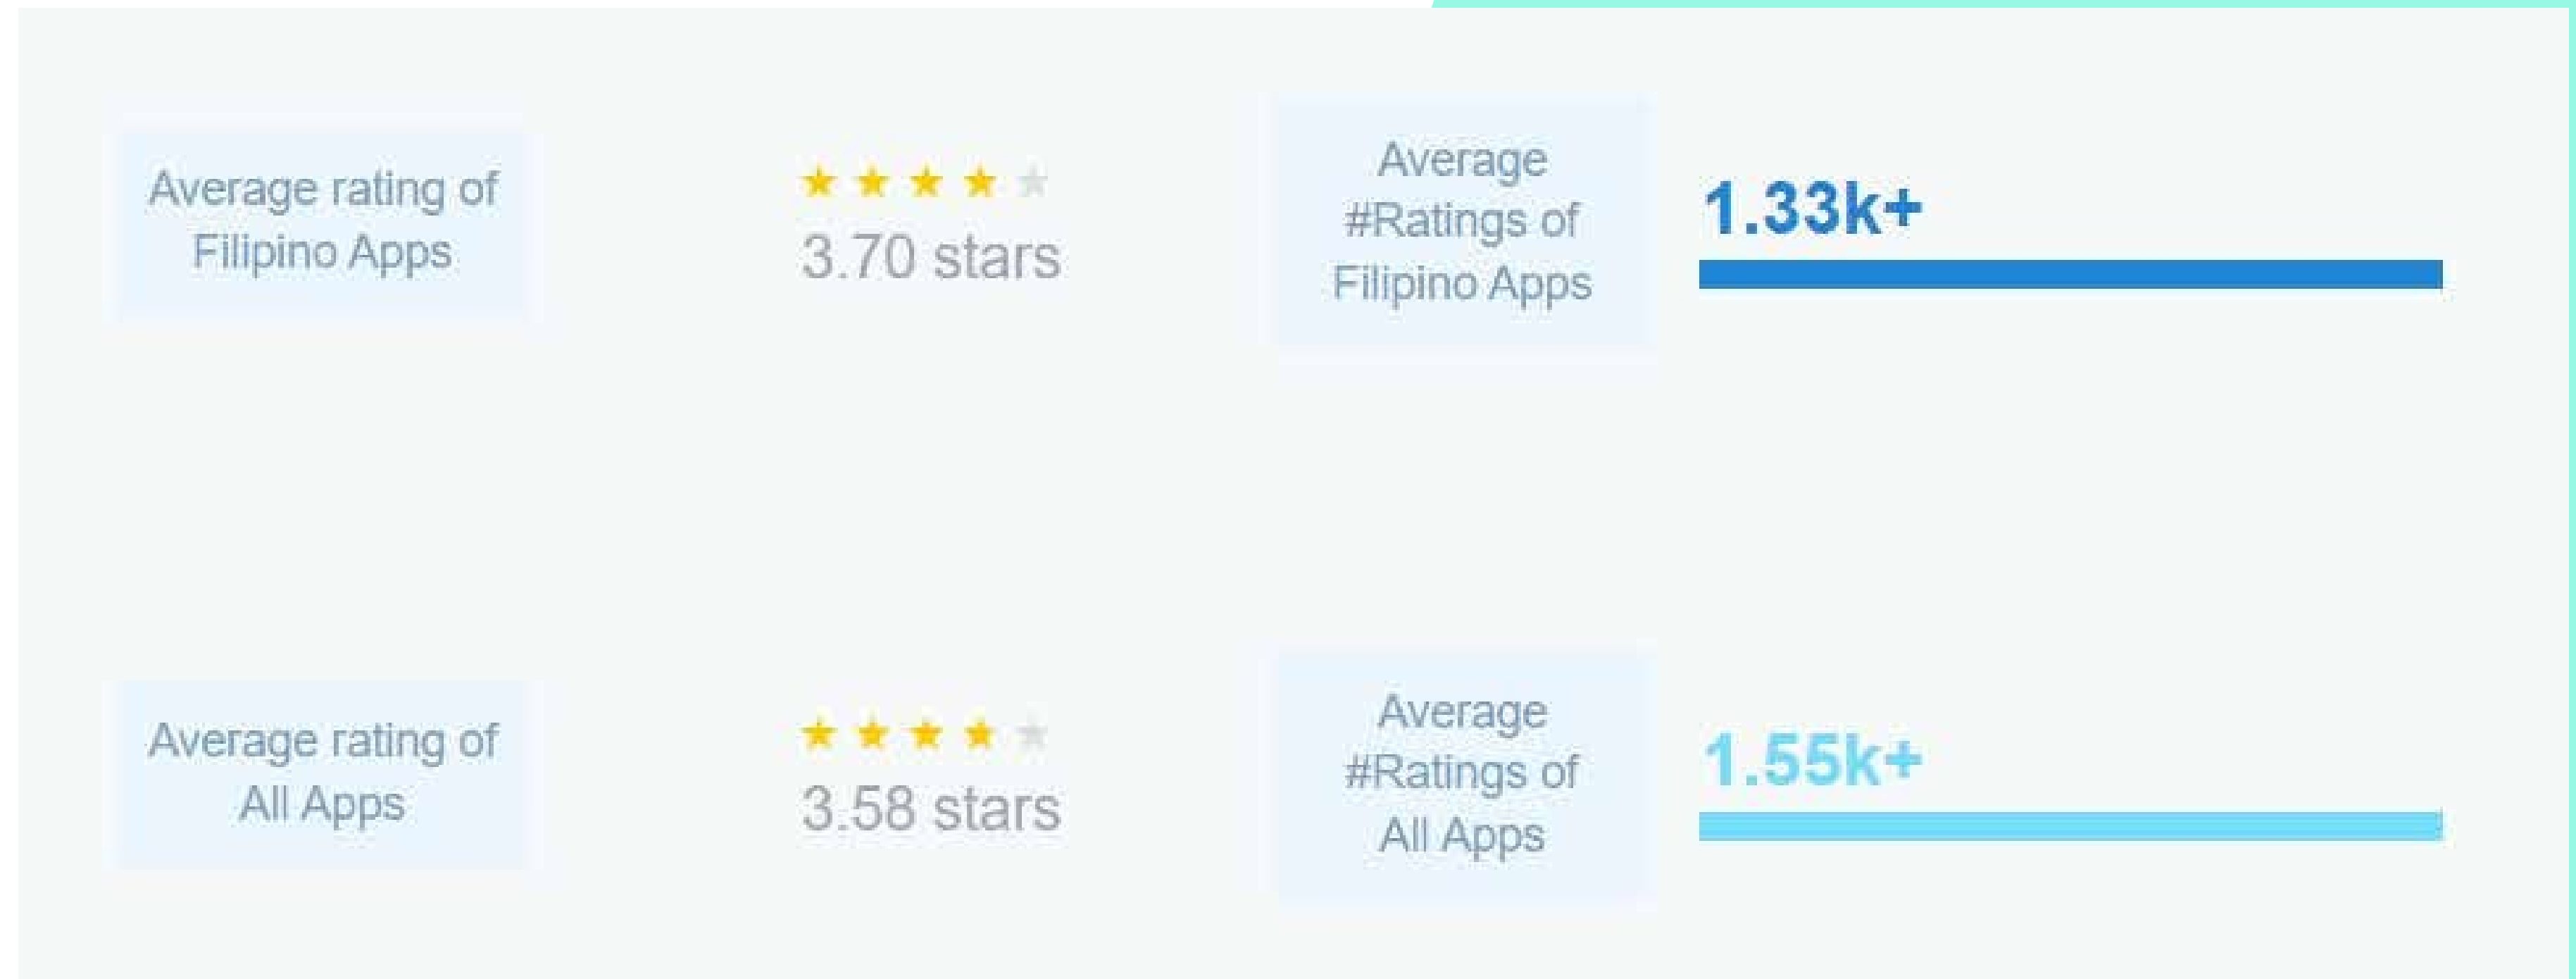 Average rating of
Filipino Apps
3.70 stars
Average
#Ratings of
Filipino Apps
1.33k+
Average rating of
All Apps
3.58 stars
Average
#Ratings of
All Apps
1.55k+